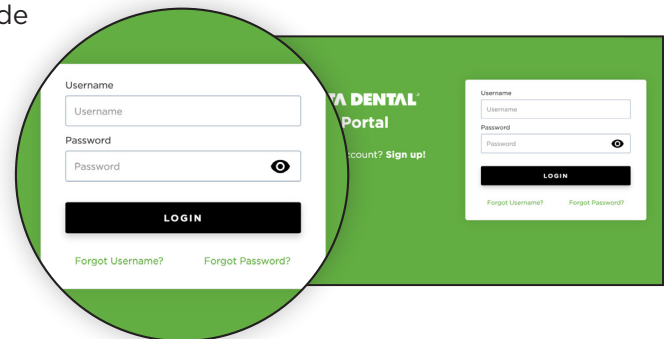 de
Username
Username
Password
Password
LOGIN
Forgot Username?
Forgot Password?
TA DENTAL®
Portal
ccount? Sign up!
Username
Username
Password
Password
LOGIN
Forgot Username?
Forgot Password?